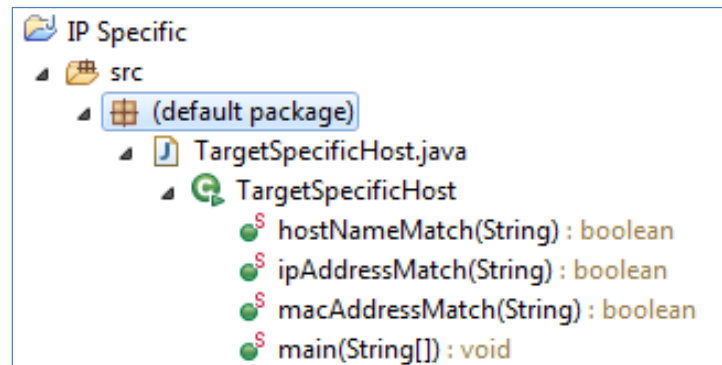 IP Specific
src
(default package)
TargetSpecificHost.java
TargetSpecificHost
hostNameMatch(String) : boolean
ipAddressMatch(String) : boolean
macAddressMatch(String) : boolean
main(String[]) : void